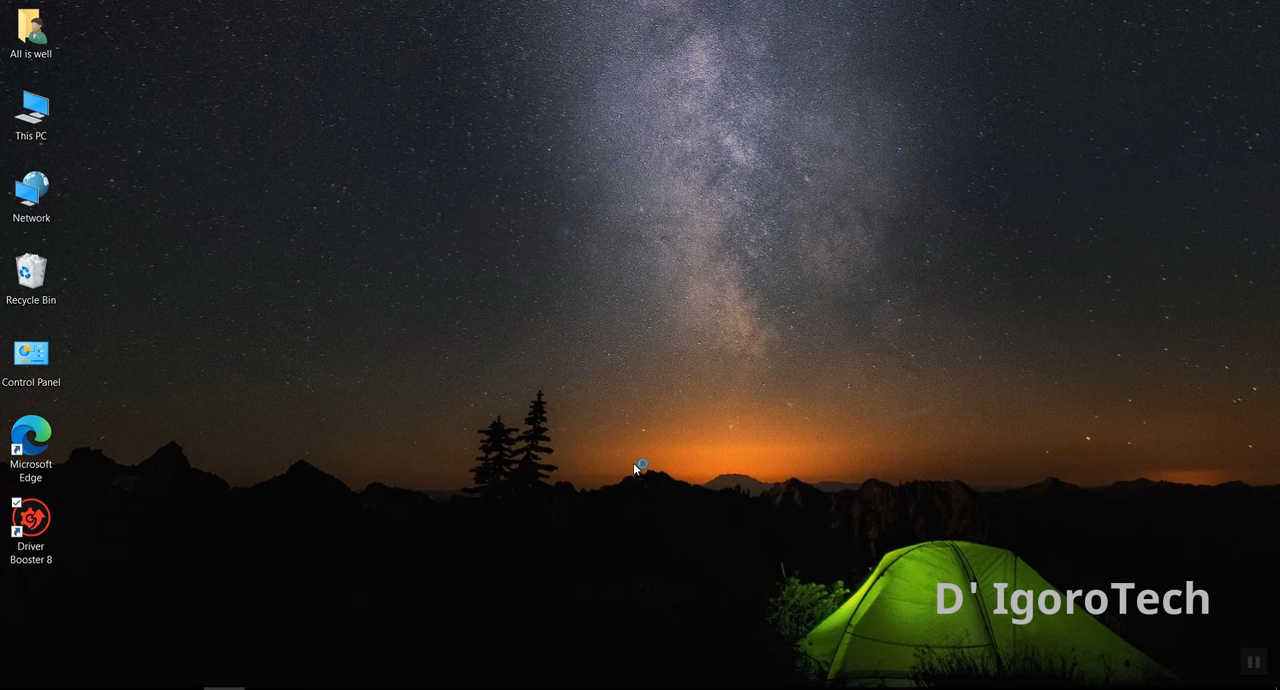 All is well
This PC
Network
Recycle Bin
Control Panel
Microsoft
Edge
Driver
Booster 8
D' IgoroTech